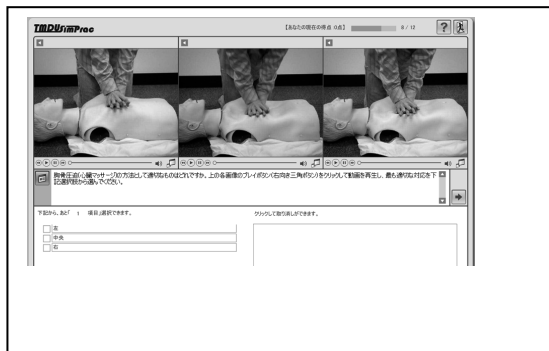 TMDUSimPrac
【あなたの現在の得点 0点】 8 / 12
胸骨圧迫(心臓マッサージ)の方法として適切なものはどれですか。上の各画像のプレイボタン(右向き三角ボタン)をクリックして動画を再生し、最も適切な対応を下
記選択肢から選んでください。
下記から、あと「 1 項目」選択できます。
クリックして取り消しができます。
左
中央
右